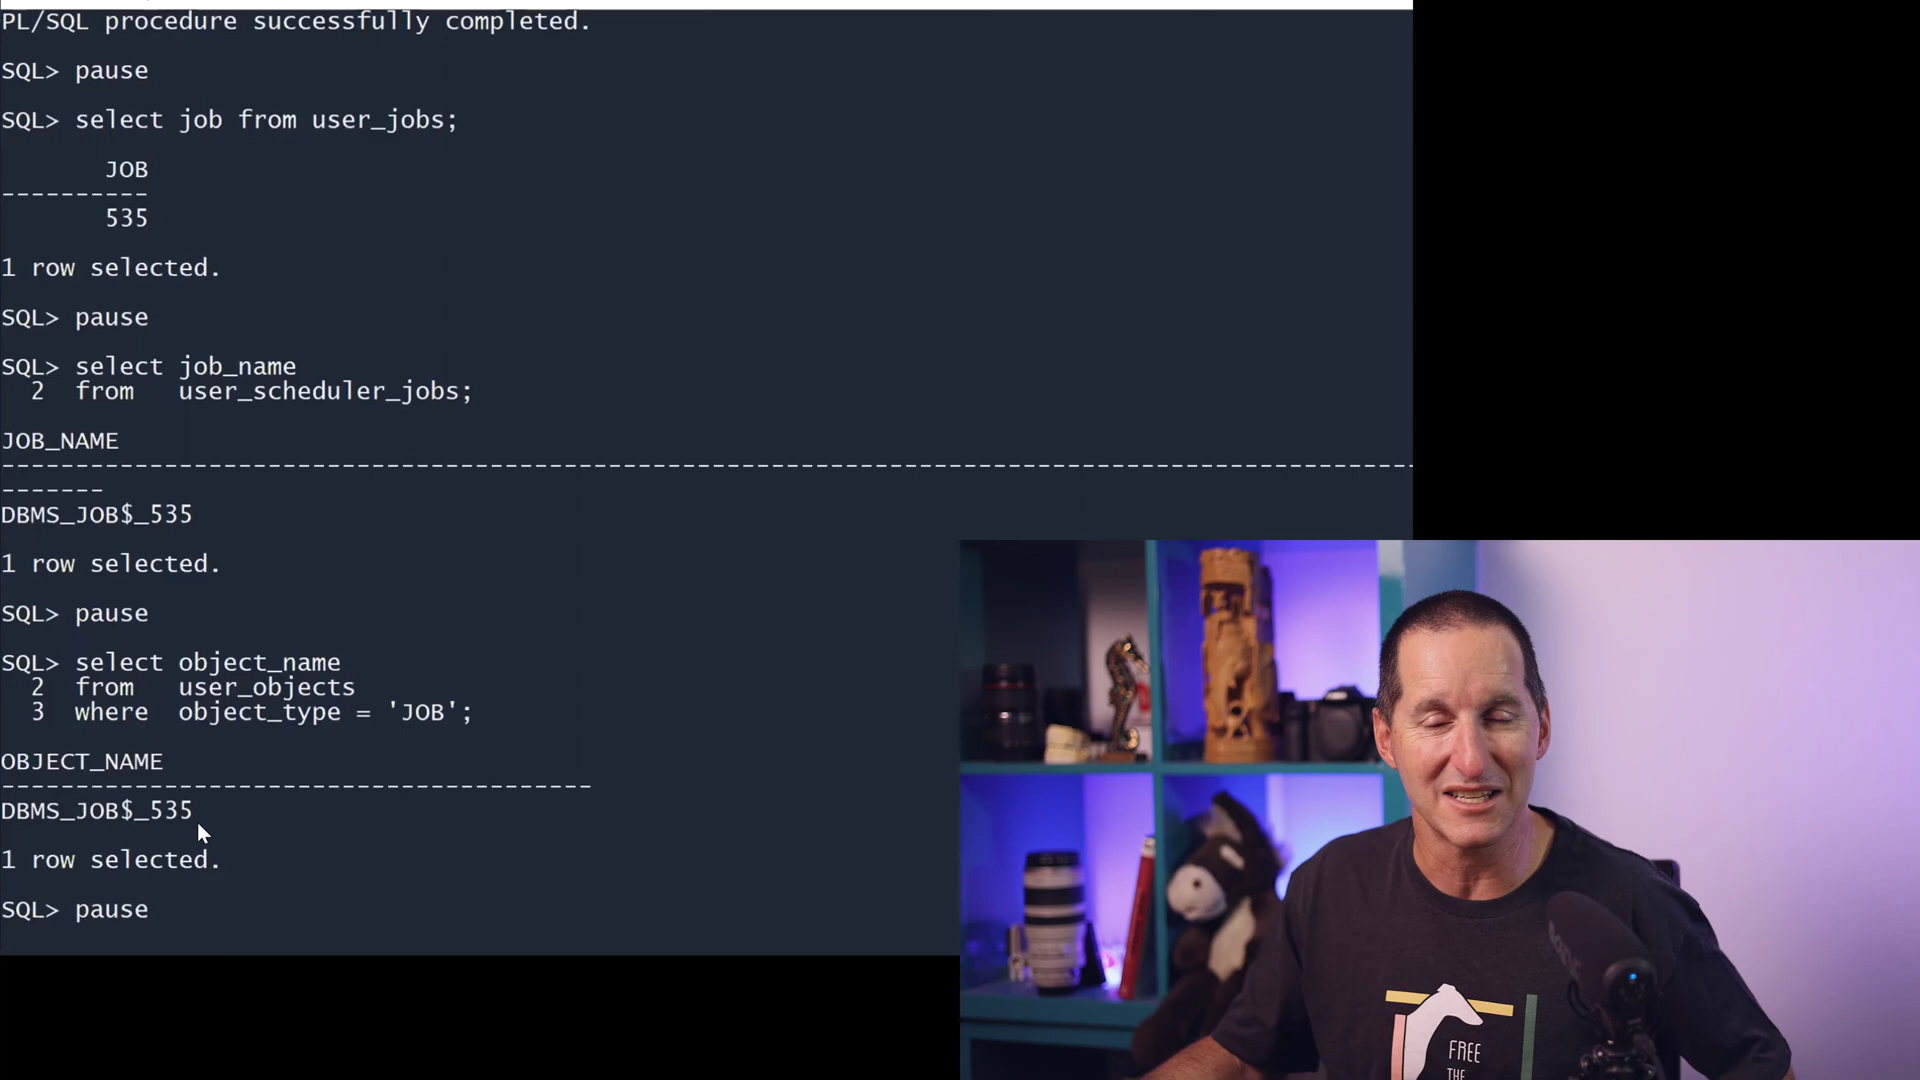 PL/SQL procedure successfully completed.
SQL> pause
SQL> select job from user_jobs;
JOB
----------
535
1 row selected.
SQL> pause
SQL> select job_name
2 from user_scheduler_jobs;
JOB_NAME
------------------------------------------------------------------------------------------------
-------
DBMS_JOB$_535
1 row selected.
SQL> pause
SQL> select object_name
2 from user_objects
3 where object_type = 'JOB';
OBJECT_NAME
----------------------------------------
DBMS_JOB$_535
1 row selected.
SQL> pause
FREE
THE